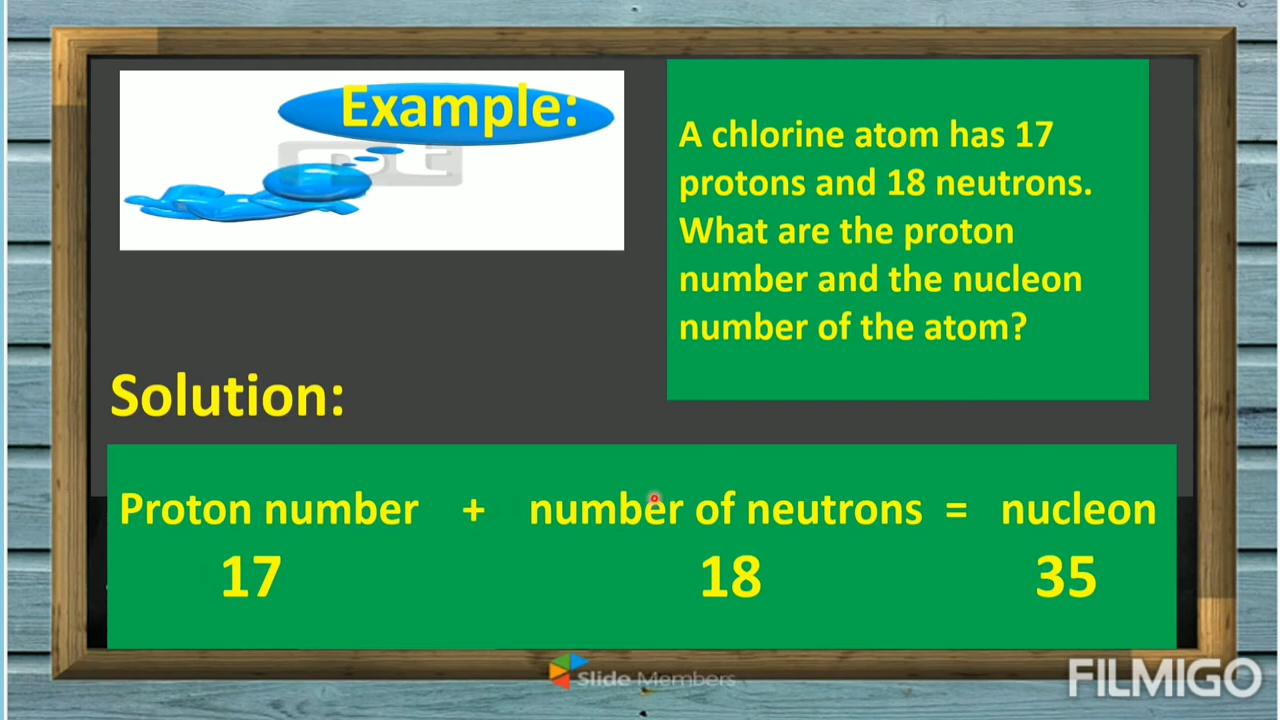 Example:
A chlorine atom has 17
protons and 18 neutrons.
What are the proton
number and the nucleon
number of the atom?
Solution:
Proton number + number of neutrons = nucleon
17 18 35
Slide Members
FILMIGO